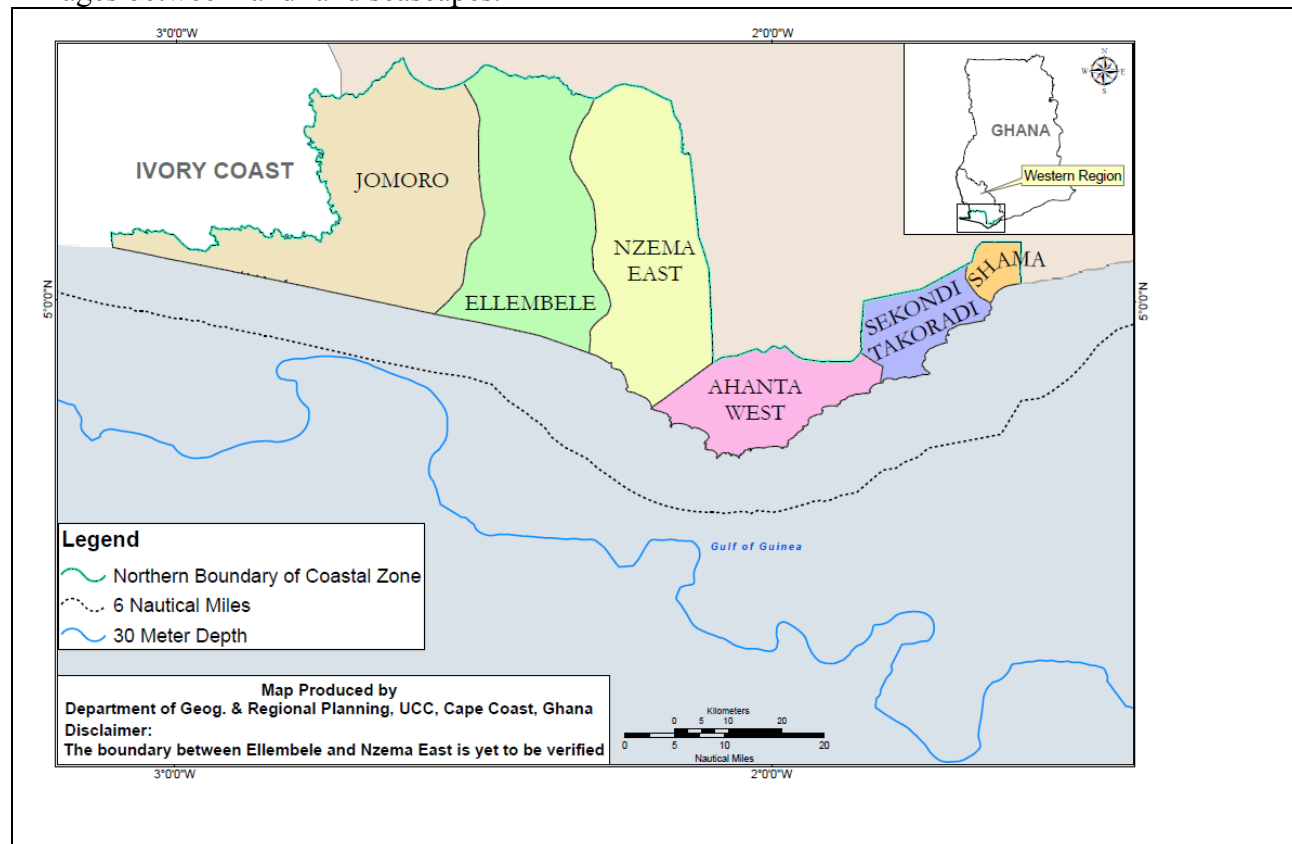 3°0'0"W
2°0'0"W
N
W
E
S
GHANA
IVORY COAST
Western Region
JOMORO
NZEMA
EAST
SHAMA
5°0'0"N
5°0'0"N
ELLEMBELE
SEKONDI
TAKORADI
AHANTA
WEST
Legend
Northern Boundary of Coastal Zone
6 Nautical Miles
30 Meter Depth
Gulf of Guinea
Map Produced by
Department of Geog. & Regional Planning, UCC, Cape Coast, Ghana
Disclaimer:
The boundary between Ellembele and Nzema East is yet to be verified
Kilometers
0 5 10 20
0 5 10 20
Nautical Miles
3°0'0"W
2°0'0"W